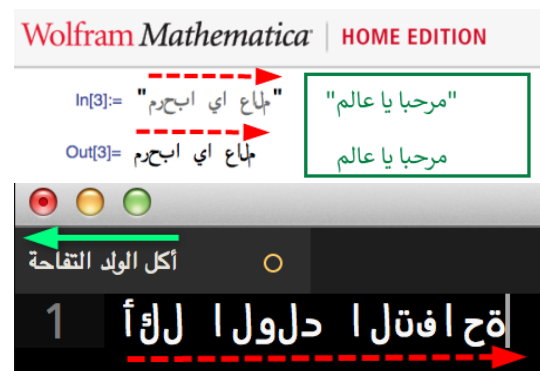 Wolfram Mathematica | HOME EDITION
In[3]:= "ملاع اي ابحرم"
"مرحبا يا عالم"
Out[3]= ملاع اي ابحرم
مرحبا يا عالم
أكل الولد التفاحة
1 ةحافتلا دلولا لكأ